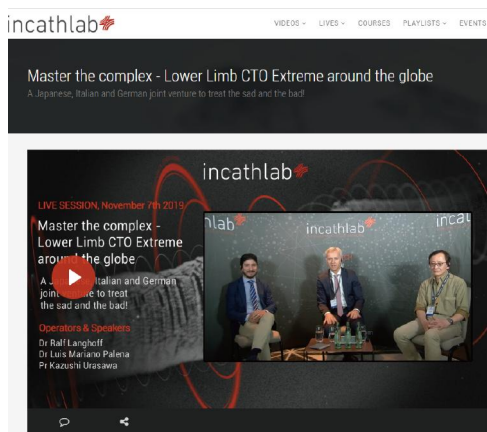 incathlab
VIDEOS LIVES COURSES PLAYLISTS EVENTS
Master the complex - Lower Limb CTO Extreme around the globe
A Japanese, Italian and German joint venture to treat the sad and the bad!
incathlab
LIVE SESSION, November 7th 2019
Master the complex -
Lower Limb CTO Extreme
around the globe
A Japanese, Italian and German
joint venture to treat
the sad and the bad!
Operators & Speakers
Dr Ralf Langhoff
Dr Luis Mariano Palena
Pr Kazushi Urasawa
hlab
incathlab
incat